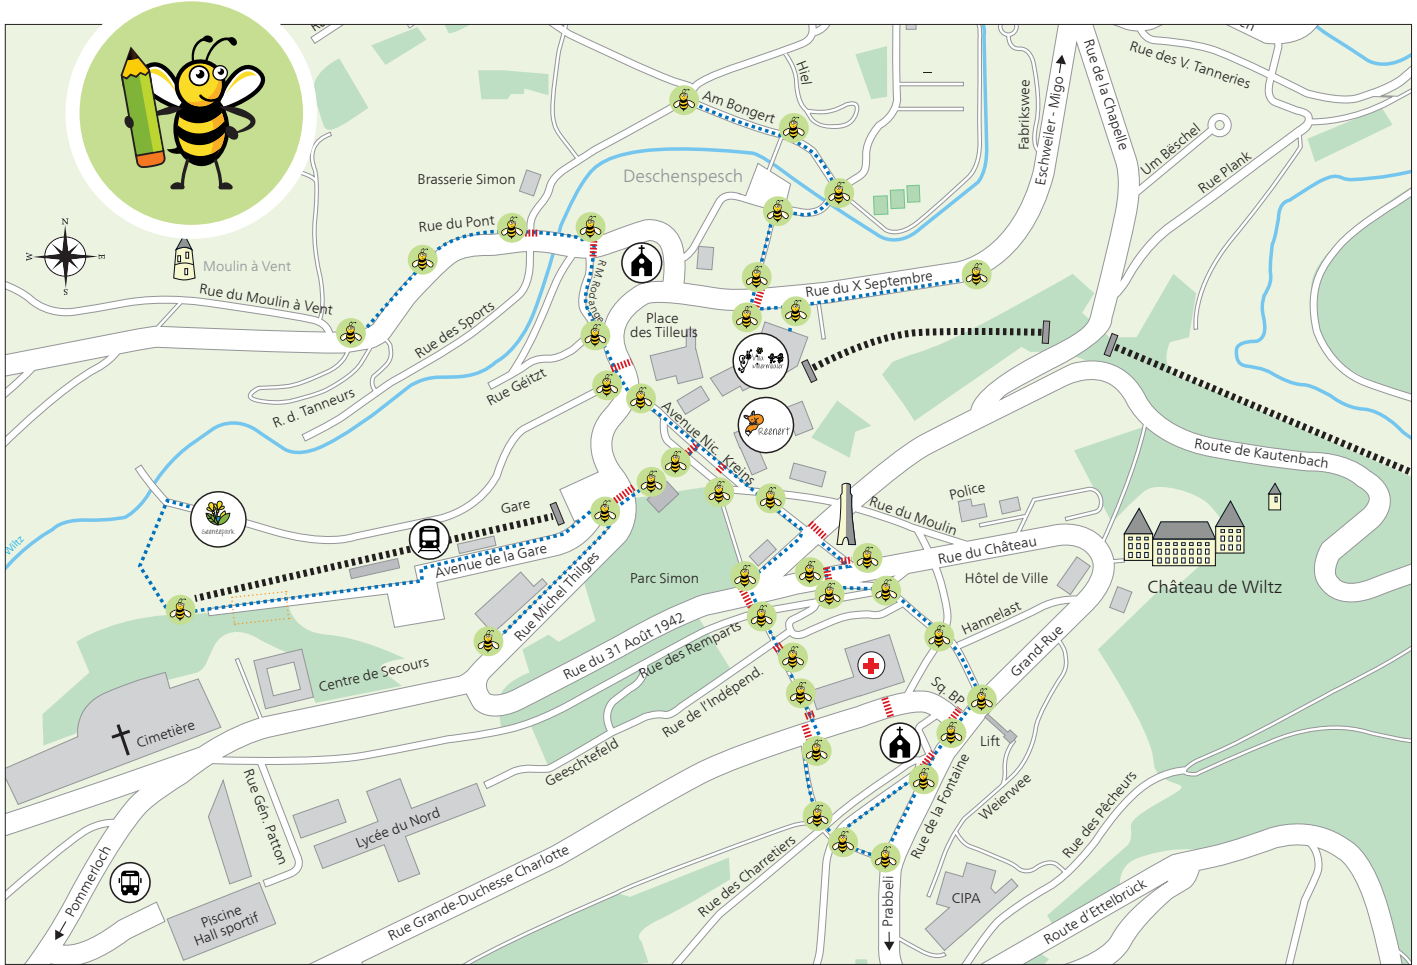 Hiel
Am Bongert
Fabrikswee
Eschweiler - Migo
Rue de la Chapelle
Rue des V. Tanneries
Um Bëschel
Rue Plank
Brasserie Simon
Deschenspesch
Rue du Pont
N
W
E
S
Moulin à Vent
Rue du Moulin à Vent
R.M. Rodange
Rue du X Septembre
Rue des Sports
Place
des Tilleuls
Rue Géitzt
R. d. Tanneurs
Avenue Nic. Kreins
Reenert
Route de Kautenbach
Gare
Police
Rue du Moulin
Wiltz
Géenéepark
Avenue de la Gare
Rue Michel Thilges
Parc Simon
Rue du Château
Hôtel de Ville
Château de Wiltz
Hannelast
Rue du 31 Août 1942
Rue des Remparts
Grand-Rue
Centre de Secours
Rue de l'Indépend.
Sq. BP
Cimetière
Lift
Geeschtefeld
Rue de la Fontaine
Weierwee
Rue des Pêcheurs
Rue Gén. Patton
Lycée du Nord
Rue des Charretiers
Pommerloch
Rue Grande-Duchesse Charlotte
CIPA
Prabbeli
Route d'Ettelbrück
Piscine
Hall sportif